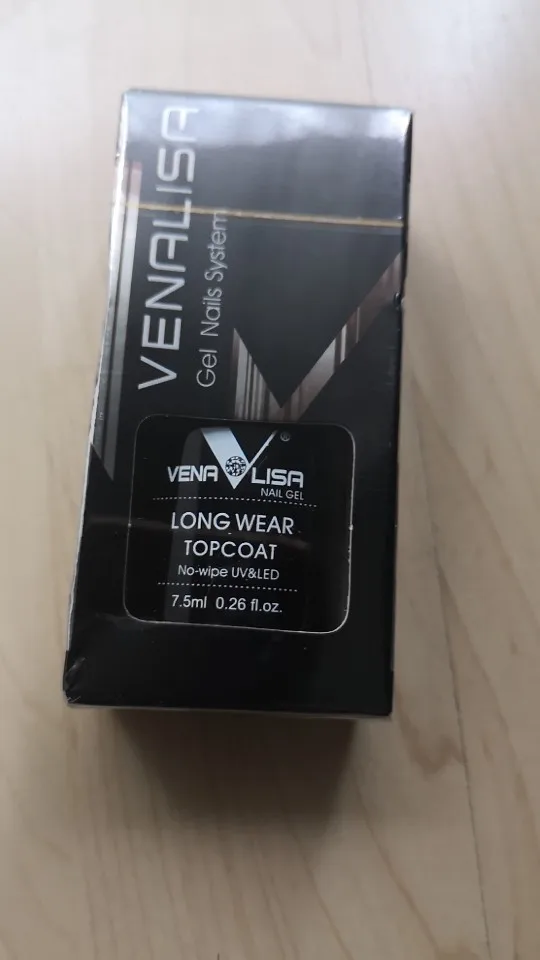 VENALISA
Gel Nails System
VENA LISA
®
NAIL GEL
LONG WEAR
TOPCOAT
No-wipe UV&LED
7.5ml 0.26 fl.oz.